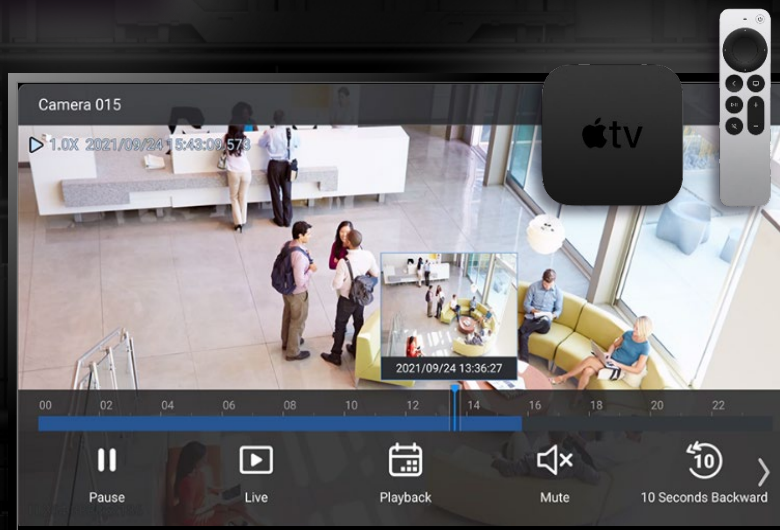 Camera 015
1.0X 2021/09/24 15:43:09.573
tv
2021/09/24 13:36:27
00 02 04 06 08 10 12 14 16 18 20 22
Pause Live Playback Mute 10 Seconds Backward
10